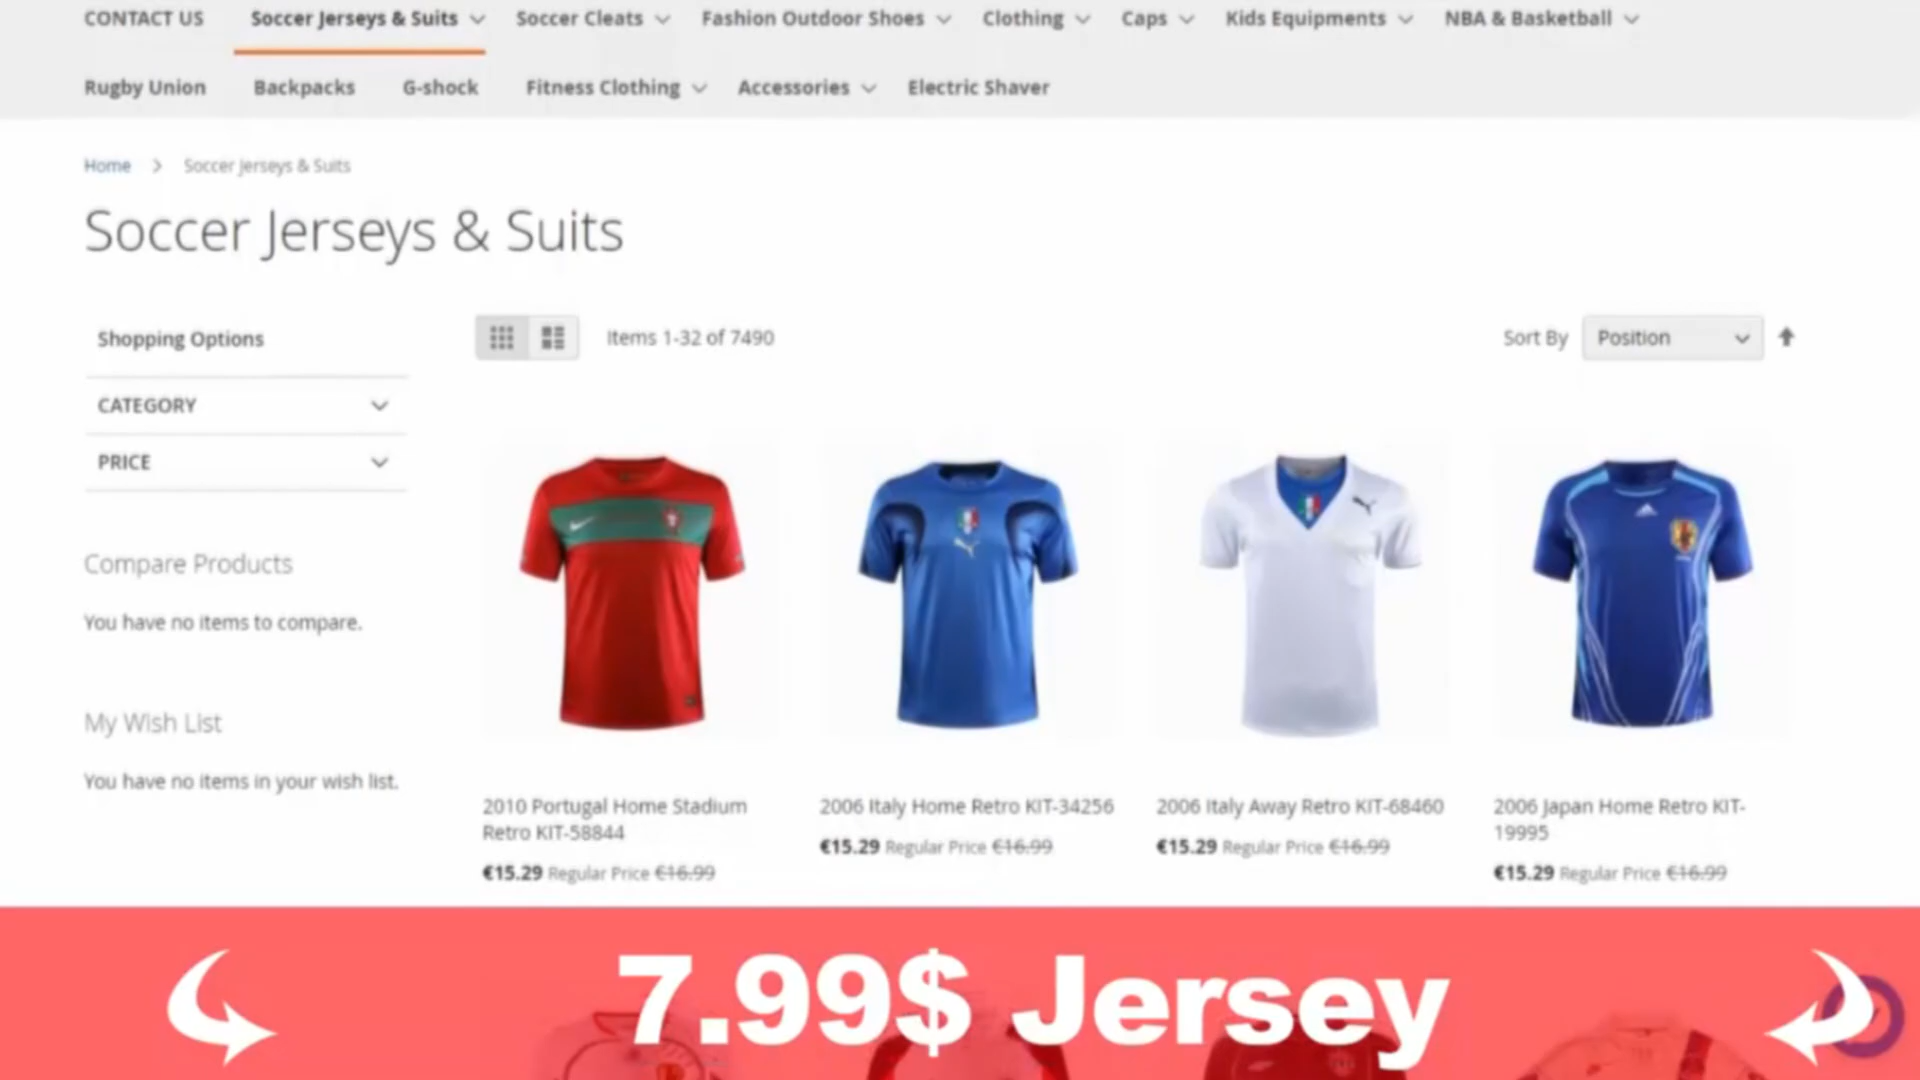 CONTACT US Soccer Jerseys & Suits Soccer Cleats Fashion Outdoor Shoes Clothing Caps Kids Equipments NBA & Basketball
Rugby Union Backpacks G-shock Fitness Clothing Accessories Electric Shaver
Home > Soccer Jerseys & Suits
Soccer Jerseys & Suits
Shopping Options
CATEGORY
PRICE
Compare Products
You have no items to compare.
My Wish List
You have no items in your wish list.
Items 1-32 of 7490
Sort By Position
2010 Portugal Home Stadium
Retro KIT-58844
€15.29 Regular Price €16.99
2006 Italy Home Retro KIT-34256
€15.29 Regular Price €16.99
2006 Italy Away Retro KIT-68460
€15.29 Regular Price €16.99
2006 Japan Home Retro KIT-
19995
€15.29 Regular Price €16.99
7.99$ Jersey